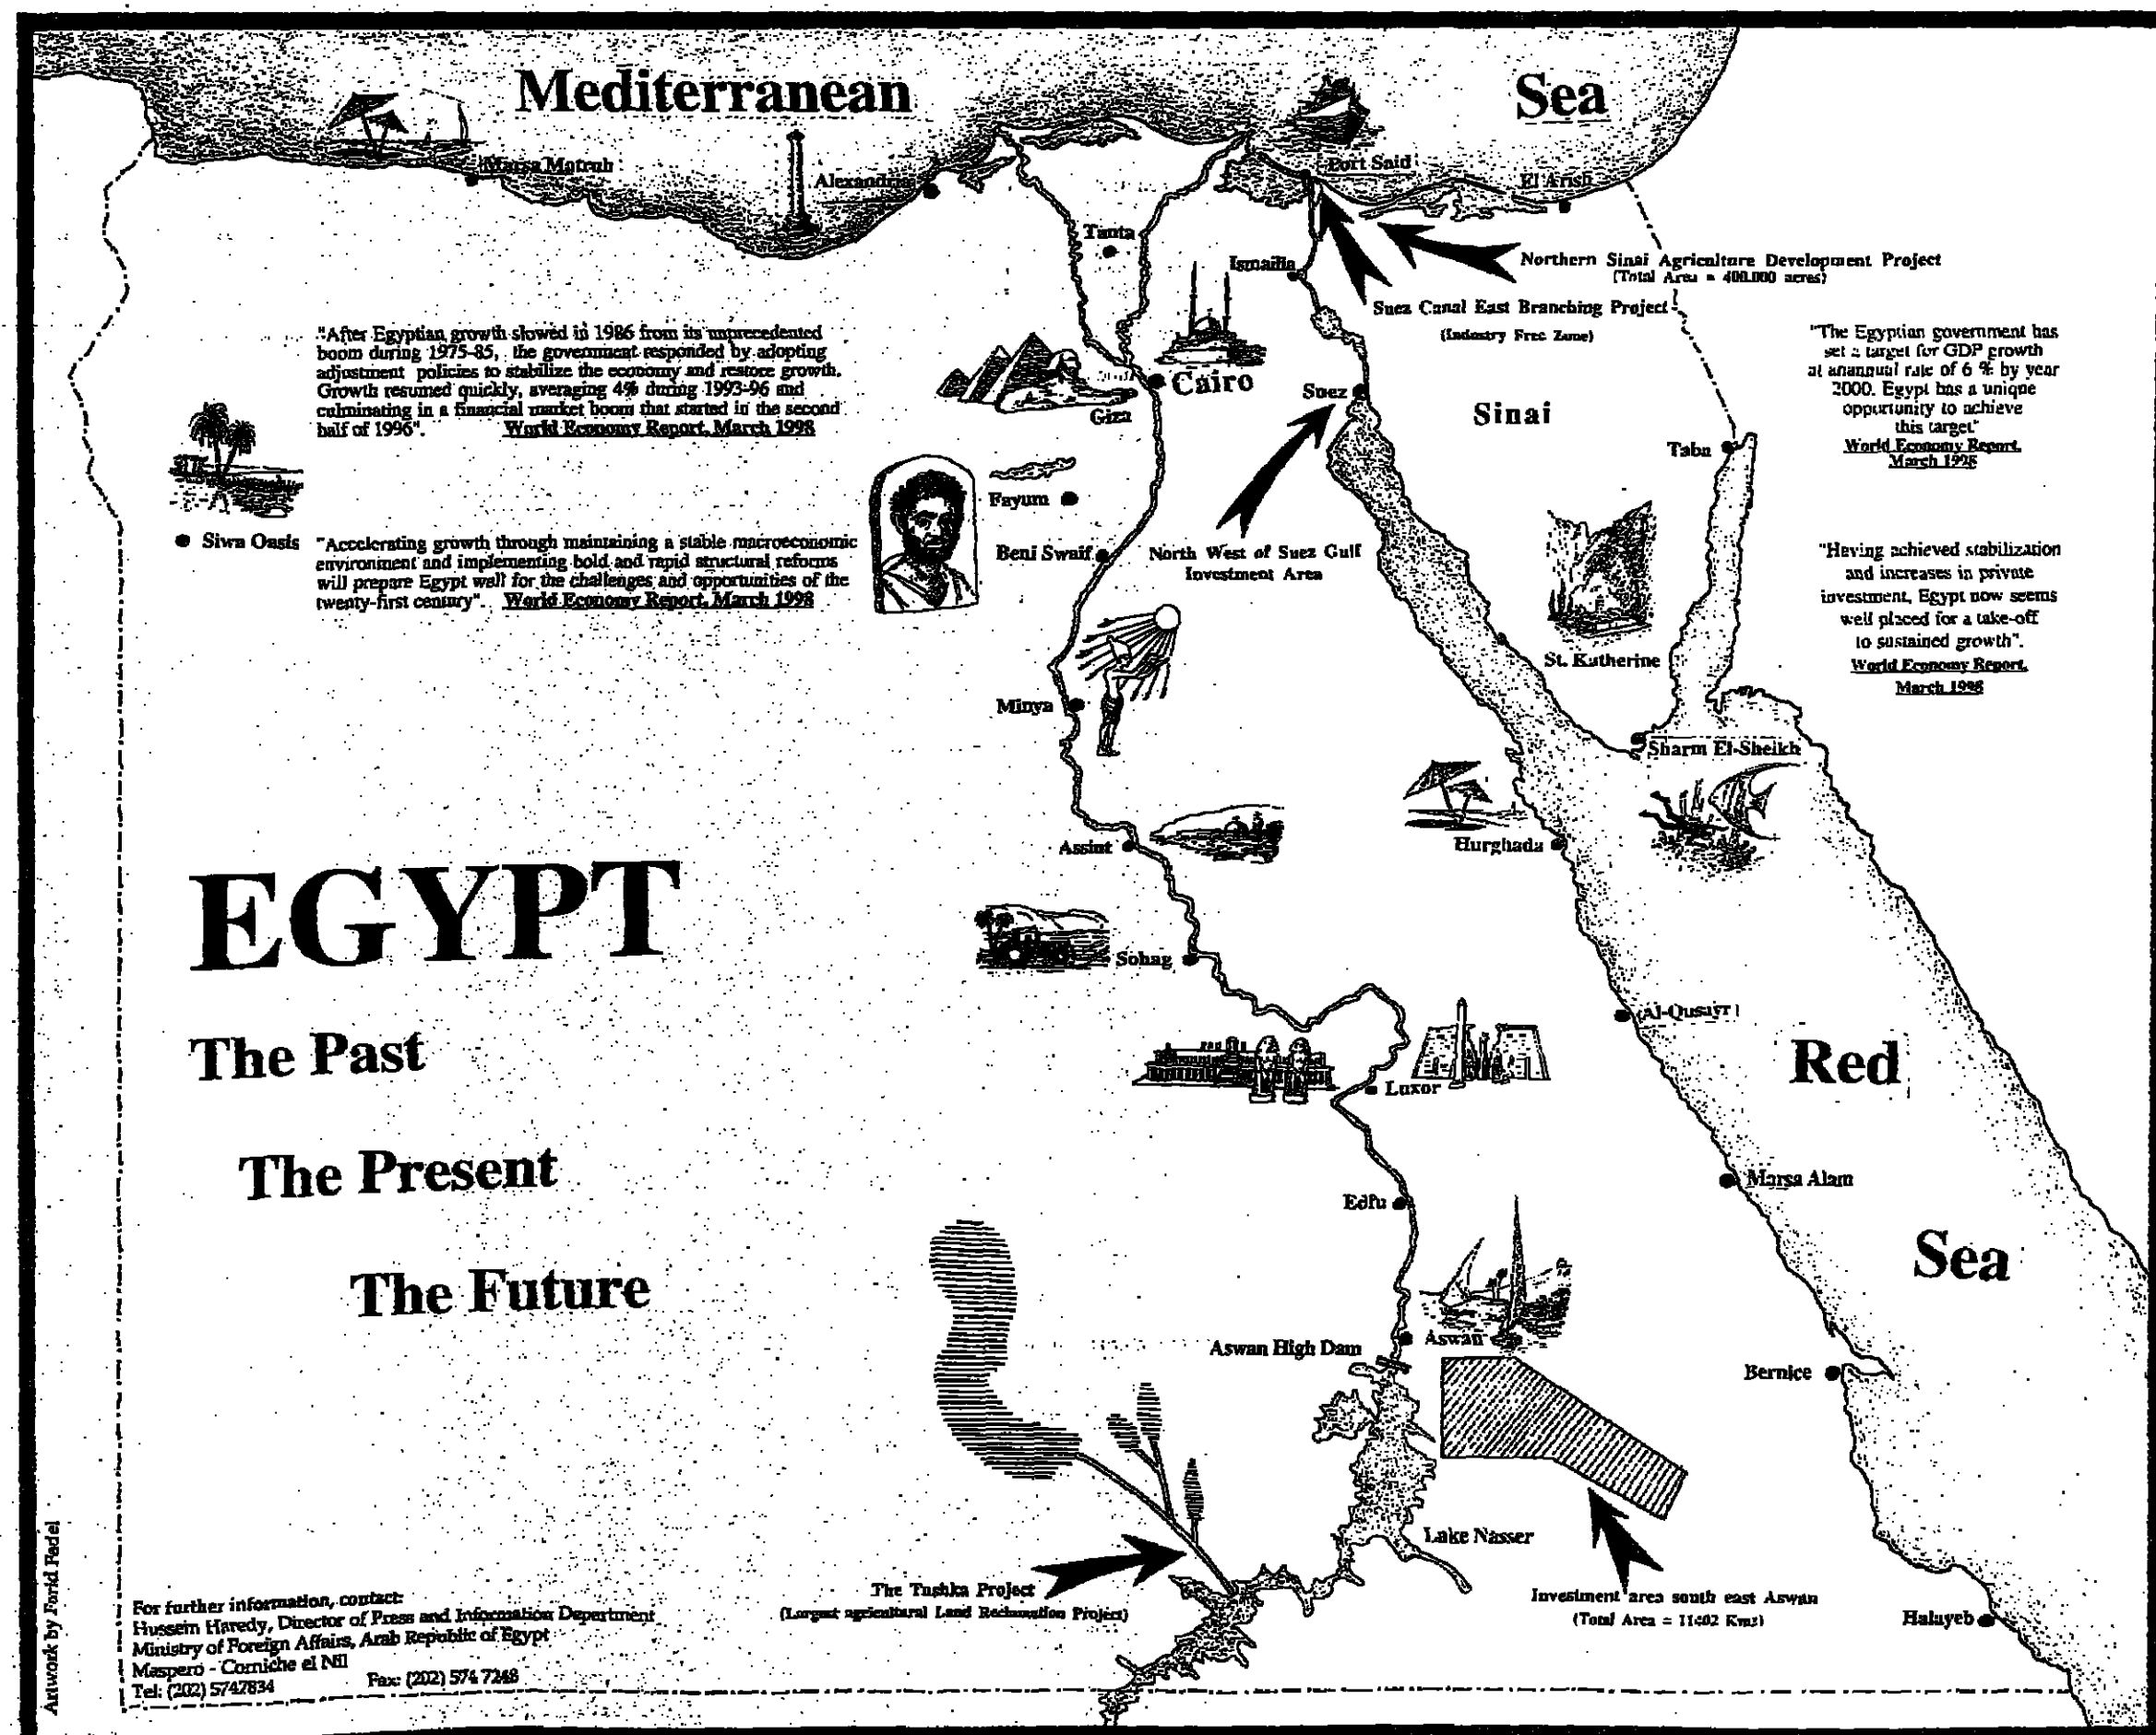 Mediterranean
Sea
Marsa Matruh
Alexandria
Port Said
El Arish
Tanta
Ismailia
Northern Sinai Agriculture Development Project
(Total Area = 400.000 acres)
Suez Canal East Branching Project
(Industry Free Zone)
"After Egyptian growth slowed in 1986 from its unprecedented
boom during 1975-85, the government responded by adopting
adjustment policies to stabilize the economy and restore growth.
Growth resumed quickly, averaging 4% during 1993-96 and
culminating in a financial market boom that started in the second
half of 1996". World Economy Report, March 1998
"The Egyptian government has
set a target for GDP growth
at anannual rate of 6 % by year
2000. Egypt has a unique
oppurtunity to achieve
this target"
World Economy Report,
March 1998
Cairo
Giza
Suez
Sinai
Taba
Fayum
Siwa Oasis
"Accelerating growth through maintaining a stable macroeconomic
environment and implementing bold and rapid structural reforms
will prepare Egypt well for the challenges and opportunities of the
twenty-first century". World Economy Report, March 1998
Beni Swaif
North West of Suez Gulf
Investment Area
"Having achieved stabilization
and increases in private
investment, Egypt now seems
well placed for a take-off
to sustained growth".
World Economy Report,
March 1998
St. Katherine
Minya
Sharm El-Sheikh
Assiut
Hurghada
EGYPT
The Past
The Present
The Future
Sohag
Al-Qusayr
Luxor
Red
Sea
Marsa Alam
Edfu
Aswan
Aswan High Dam
Bernice
Lake Nasser
The Tushka Project
(Largest agricultural Land Reclamation Project)
Investment area south east Aswan
(Total Area = 11402 Kms)
Halayeb
For further information, contact:
Hussein Haredy, Director of Press and Information Department
Ministry of Foreign Affairs, Arab Republic of Egypt
Maspero - Corniche el Nil
Tel: (202) 5747834 Fax: (202) 574 7248
Artwork by Forid Fadel